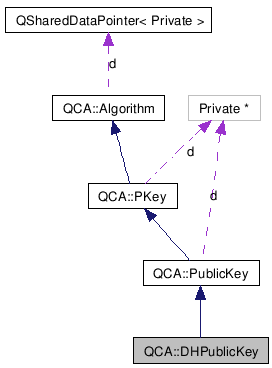 QSharedDataPointer< Private >
d
QCA::Algorithm
Private *
d
QCA::PKey
d
QCA::PublicKey
QCA::DHPublicKey